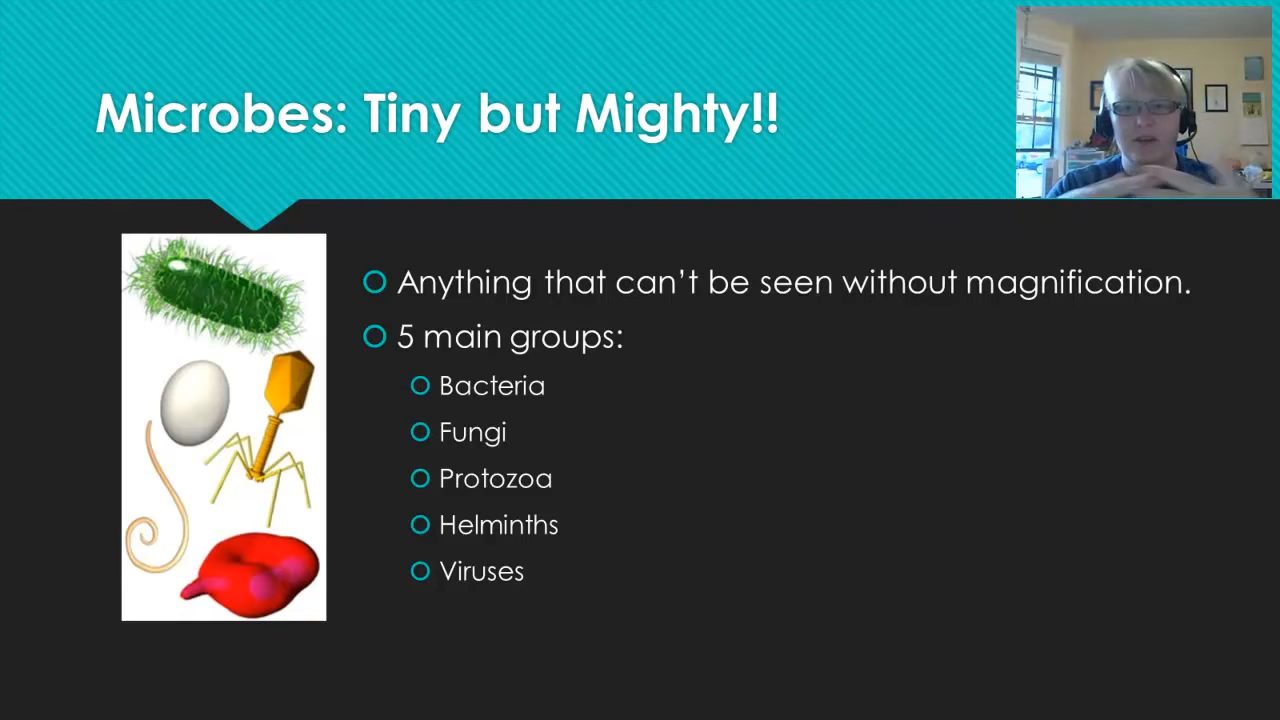 Microbes: Tiny but Mighty!!
Anything that can’t be seen without magnification.
5 main groups:
Bacteria
Fungi
Protozoa
Helminths
Viruses